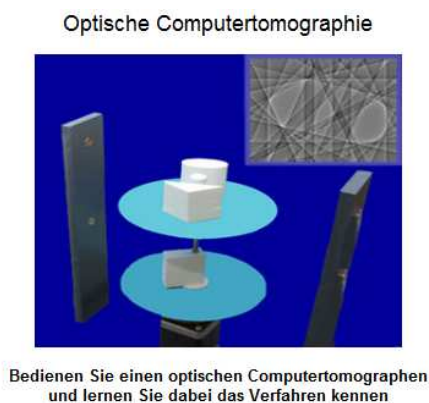 Optische Computertomographie
Bedienen Sie einen optischen Computertomographen
und lernen Sie dabei das Verfahren kennen